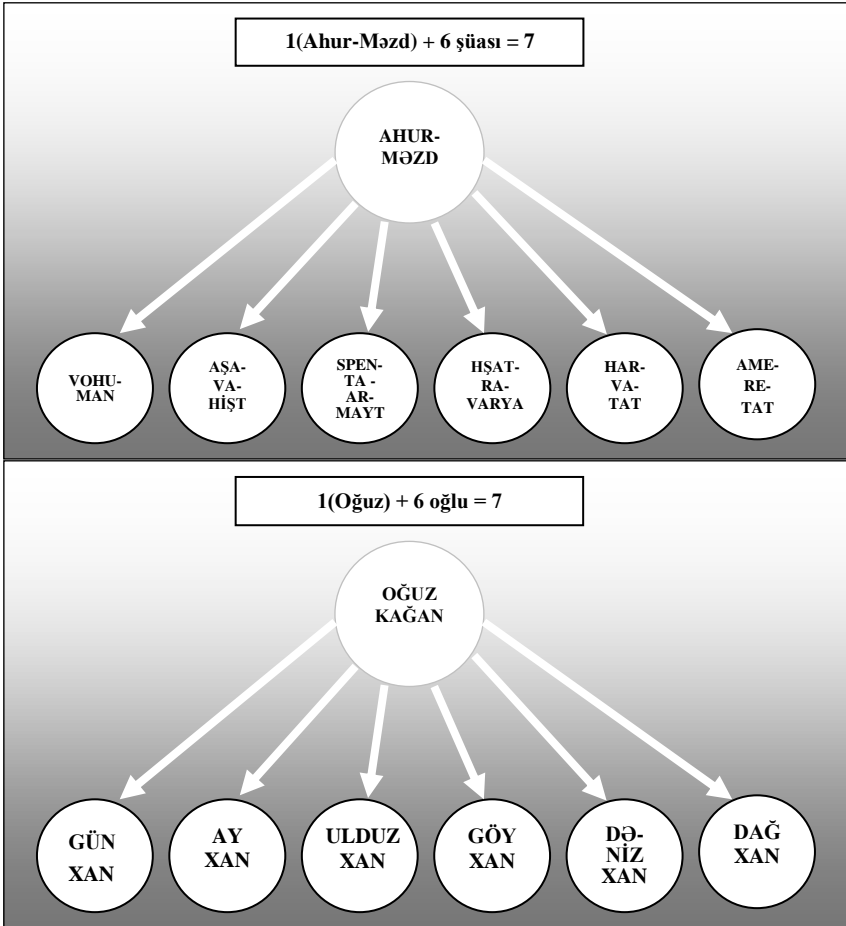 1(Ahur-Məzd) + 6 şüası = 7
AHUR-
MƏZD
VOHU-
MAN
AŞA-
VA-
HİŞT
SPEN-
TA -
AR-
MAYT
HŞAT-
RA-
VARYA
HAR-
VA-
TAT
AME-
RE-
TAT
1(Oğuz) + 6 oğlu = 7
OĞUZ
KAĞAN
GÜN
XAN
AY
XAN
ULDUZ
XAN
GÖY
XAN
DƏ-
NİZ
XAN
DAĞ
XAN